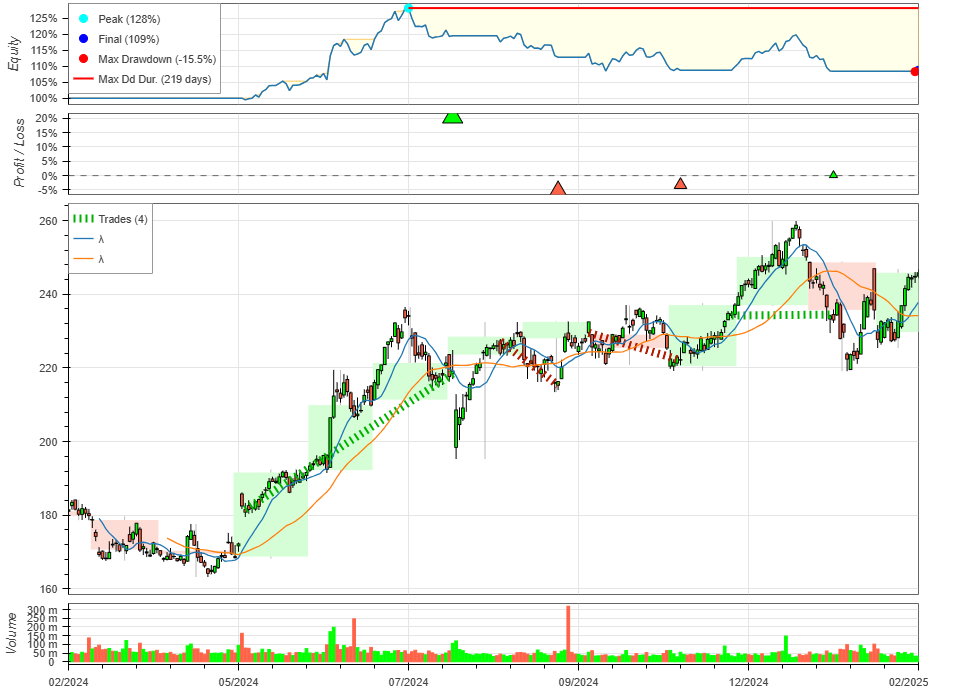 Equity
125%
120%
115%
110%
105%
100%
Peak (128%)
Final (109%)
Max Drawdown (-15.5%)
Max Dd Dur. (219 days)
Profit / Loss
20%
15%
10%
5%
0%
-5%
Trades (4)
λ
λ
260
240
220
200
180
160
Volume
300 m
250 m
200 m
150 m
100 m
50 m
0
02/2024
05/2024
07/2024
09/2024
12/2024
02/2025